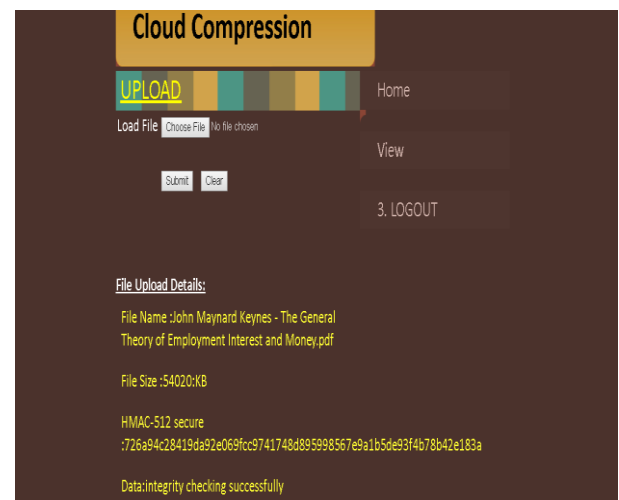 Cloud Compression
UPLOAD
Home
Load File Choose File No file chosen
View
Submit Clear
3. LOGOUT
File Upload Details:
File Name :John Maynard Keynes - The General
Theory of Employment Interest and Money.pdf
File Size :54020:KB
HMAC-512 secure
:726a94c28419da92e069fcc9741748d895998567e9a1b5de93f4b78b42e183a
Data:integrity checking successfully